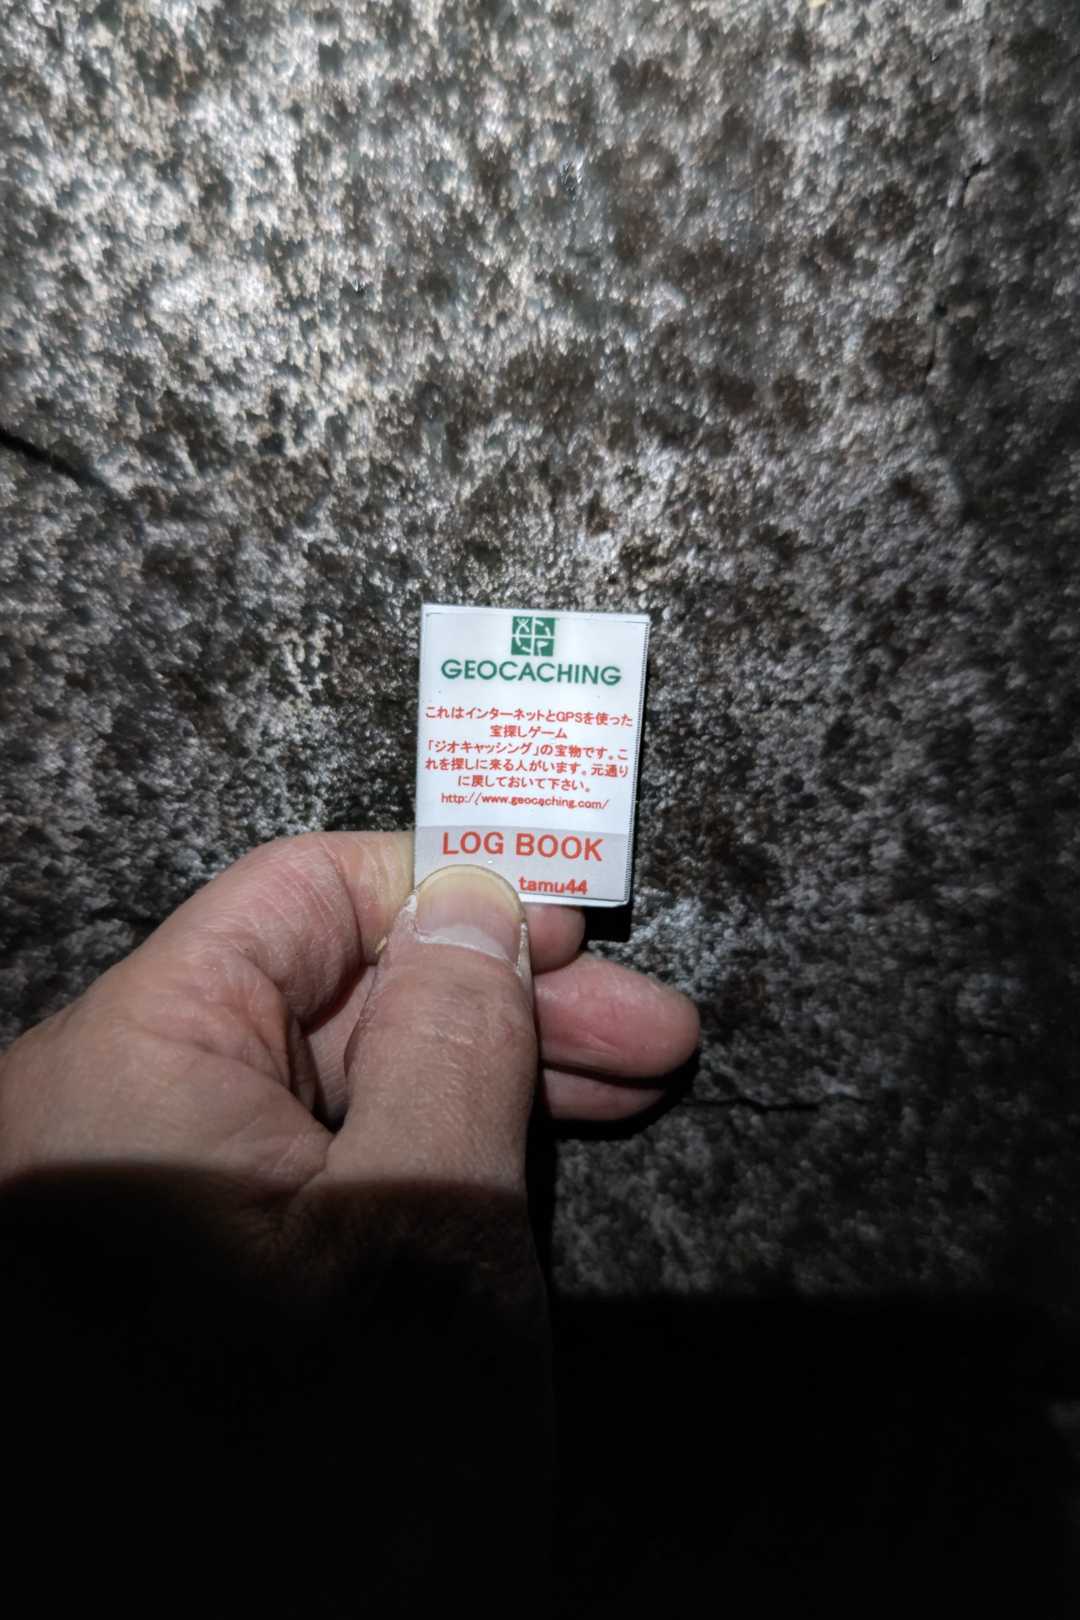 GEOCACHING
これはインターネットとGPSを使った
宝探しゲーム
「ジオキャッシング」の宝物です。こ
れを探しに来る人がいます。元通り
に戻しておいて下さい。
http://www.geocaching.com/
LOG BOOK
tamu44